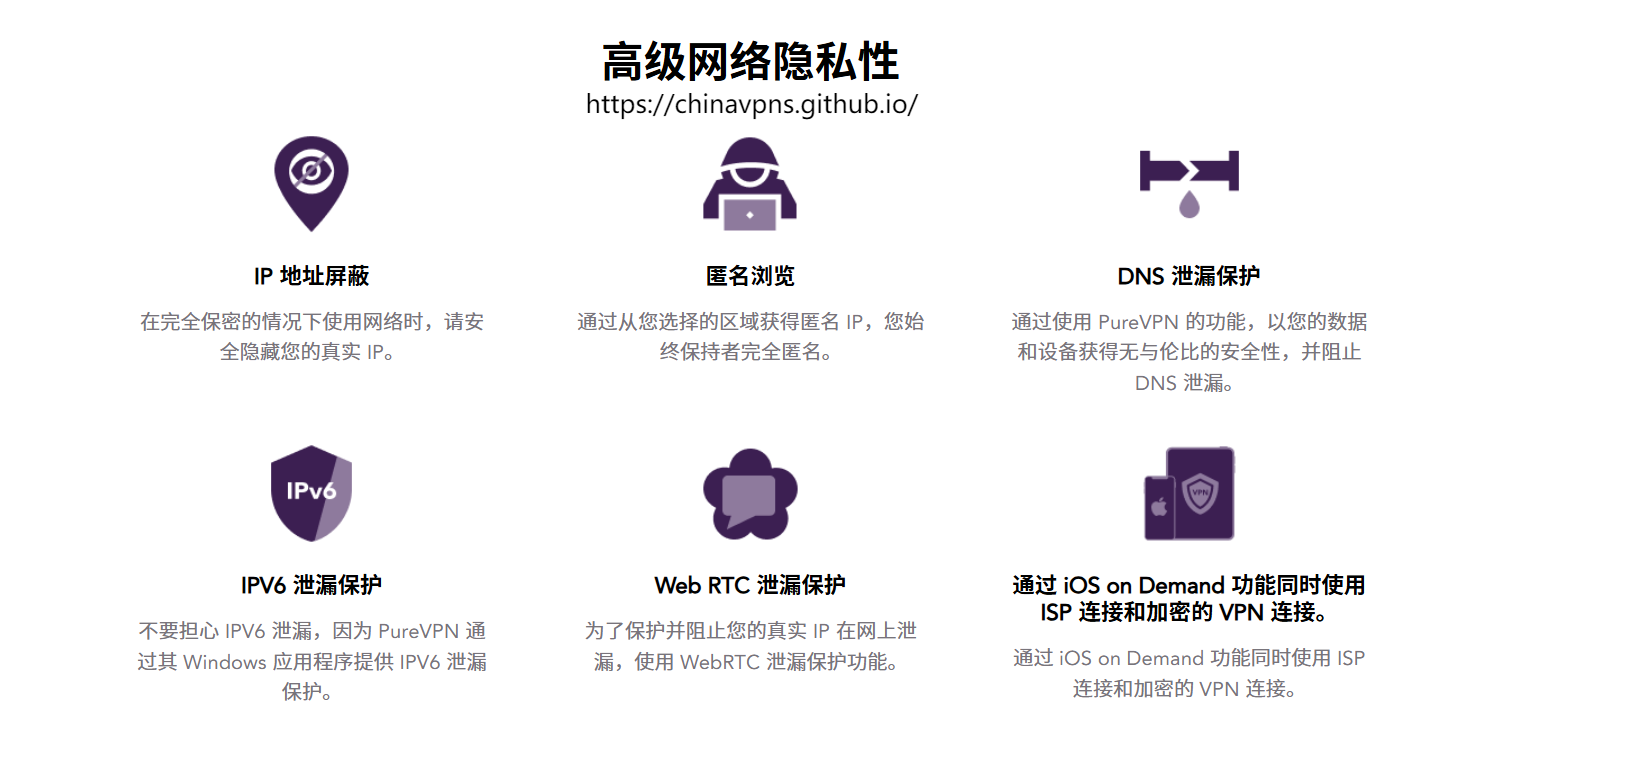 高级网络隐私性
https://chinavpns.github.io/
IP 地址屏蔽
在完全保密的情况下使用网络时，请安
全隐藏您的真实 IP。
匿名浏览
通过从您选择的区域获得匿名 IP，您始
终保持者完全匿名。
DNS 泄漏保护
通过使用 PureVPN 的功能，以您的数据
和设备获得无与伦比的安全性，并阻止
DNS 泄漏。
IPv6
IPV6 泄漏保护
不要担心 IPV6 泄漏，因为 PureVPN 通
过其 Windows 应用程序提供 IPV6 泄漏
保护。
Web RTC 泄漏保护
为了保护并阻止您的真实 IP 在网上泄
漏，使用 WebRTC 泄漏保护功能。
VPN
通过 iOS on Demand 功能同时使用
ISP 连接和加密的 VPN 连接。
通过 iOS on Demand 功能同时使用 ISP
连接和加密的 VPN 连接。